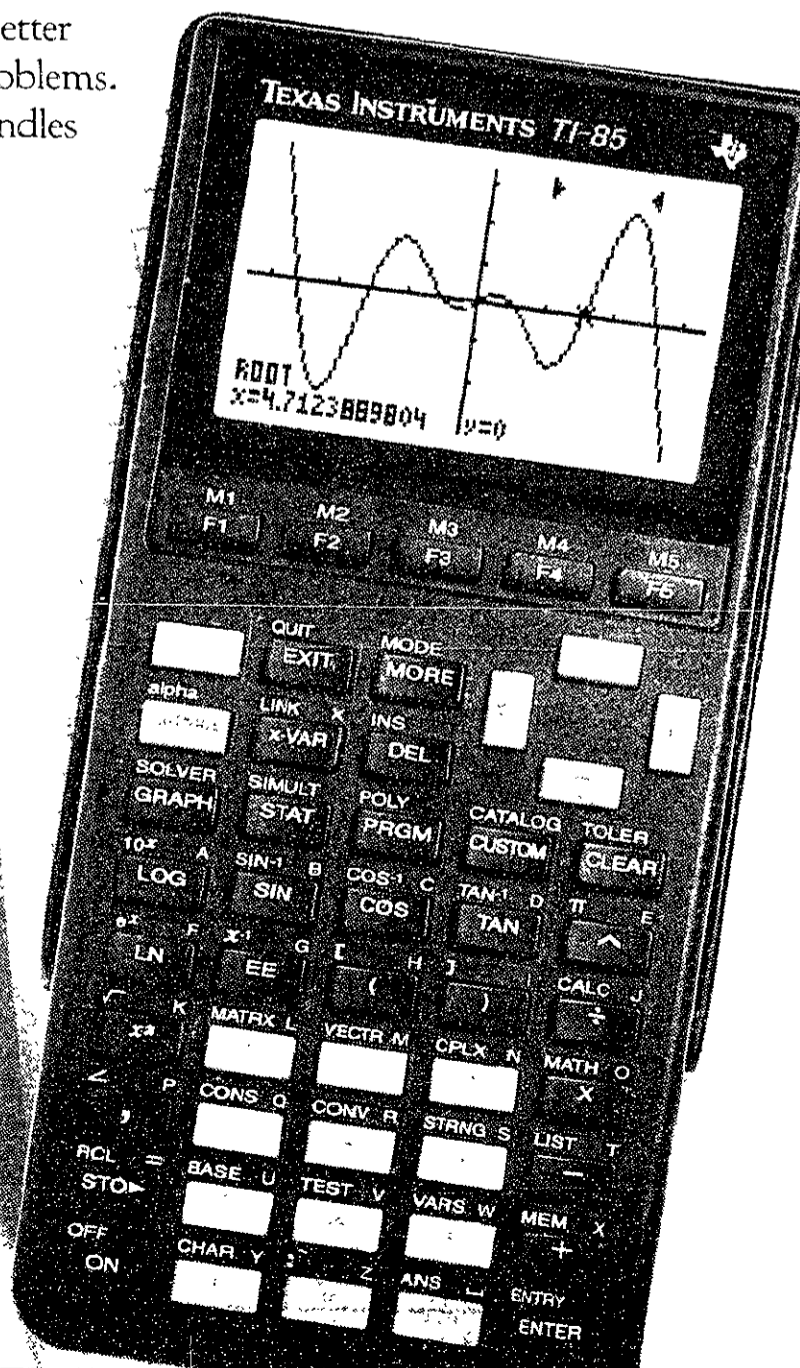 etter
oblems.
ndles
TEXAS INSTRUMENTS TI-85
ROOT
x=4.7123889804 y=0
M1 M2 M3 M4 M5
F1 F2 F3 F4 F5
QUIT MODE
EXIT MORE
alpha LINK X INS
x-VAR DEL
SOLVER SIMULT POLY CATALOG TOLER
GRAPH STAT PRGM CUSTOM CLEAR
10ˣ A SIN-1 B COS-1 C TAN-1 D π E
LOG SIN COS TAN ^
eˣ F x-1 G [ H ] I
LN EE ( )
CALC J
÷
√ K MATRX L VECTR M CPLX N MATH O
x² ×
∠ P CONS Q CONV R STRNG S LIST T
, −
RCL = BASE U TEST V VARS W MEM X
STO► +
OFF CHAR Y : Z ANS ENTRY
ON ENTER